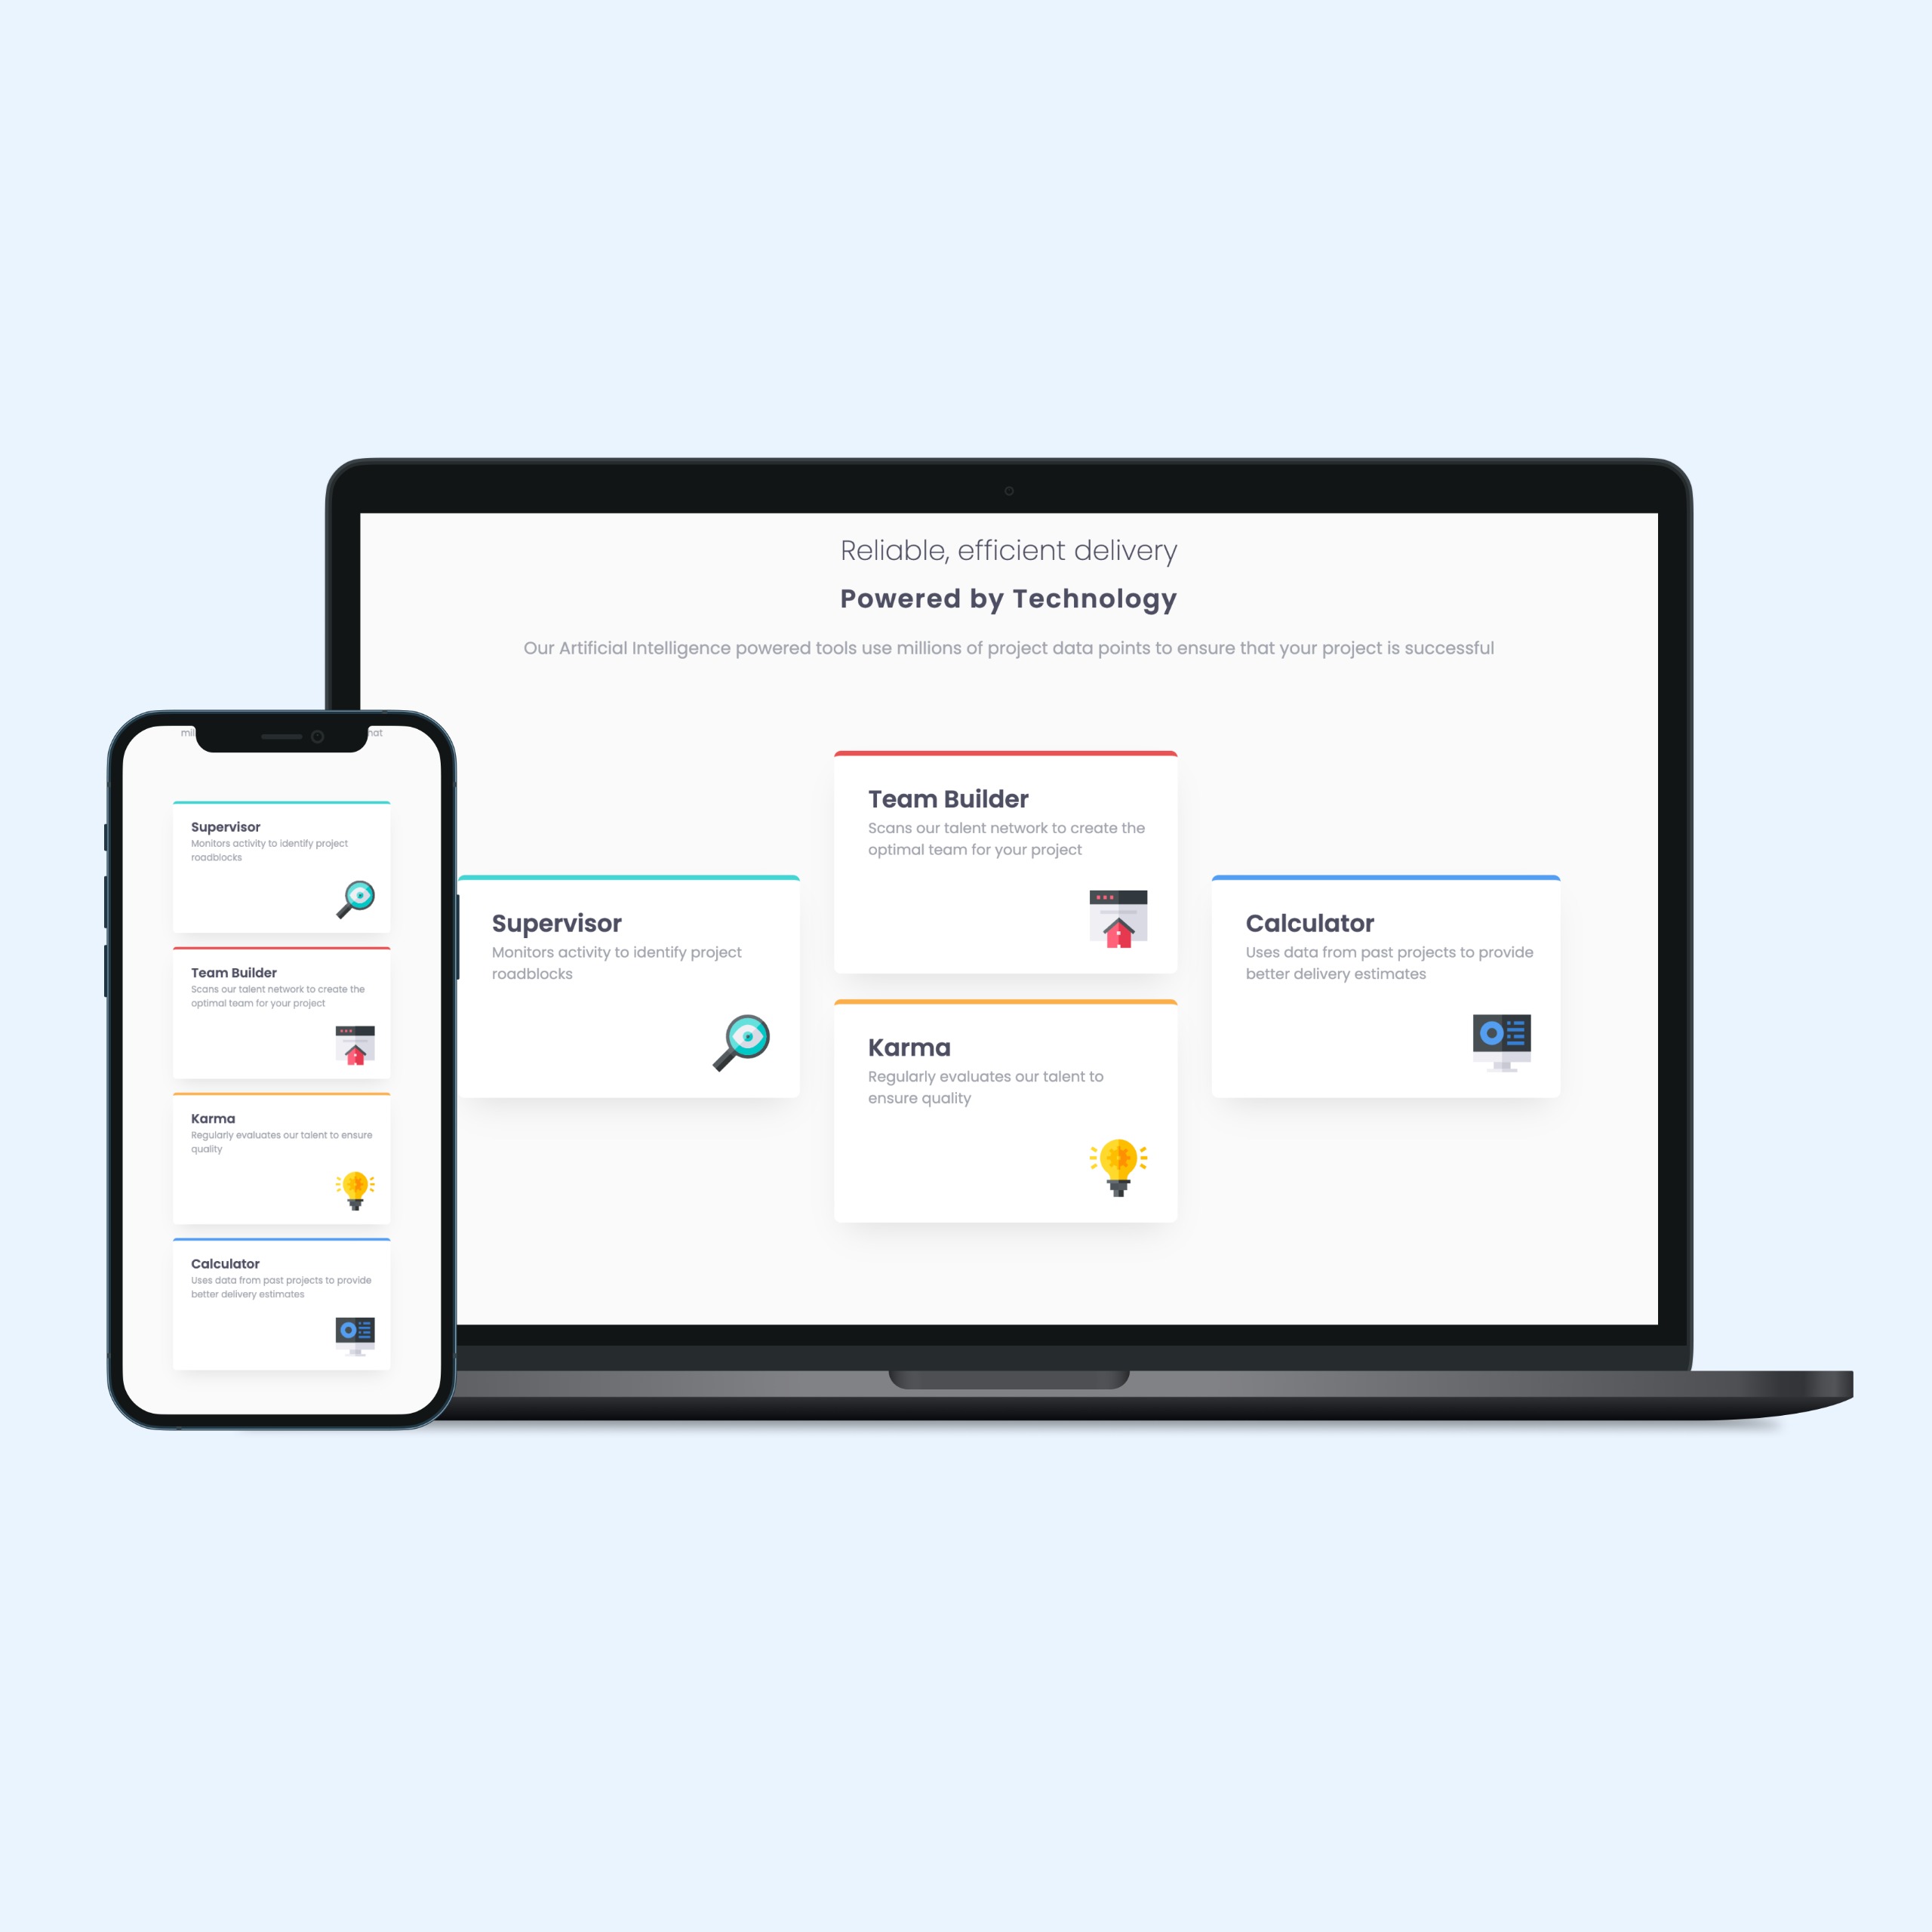 Reliable, efficient delivery
Powered by Technology
Our Artificial Intelligence powered tools use millions of project data points to ensure that your project is successful
Supervisor
Monitors activity to identify project
roadblocks
Team Builder
Scans our talent network to create the
optimal team for your project
Karma
Regularly evaluates our talent to
ensure quality
Calculator
Uses data from past projects to provide
better delivery estimates
Supervisor
Monitors activity to identify project
roadblocks
Team Builder
Scans our talent network to create the
optimal team for your project
Karma
Regularly evaluates our talent to ensure
quality
Calculator
Uses data from past projects to provide
better delivery estimates